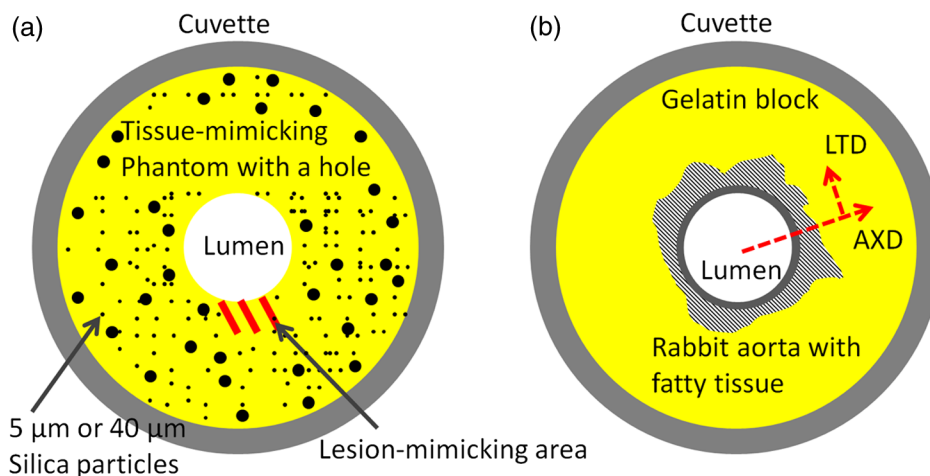 (a)
Cuvette
Tissue-mimicking
Phantom with a hole
Lumen
5 µm or 40 µm
Silica particles
Lesion-mimicking area
(b)
Cuvette
Gelatin block
LTD
AXD
Lumen
Rabbit aorta with
fatty tissue